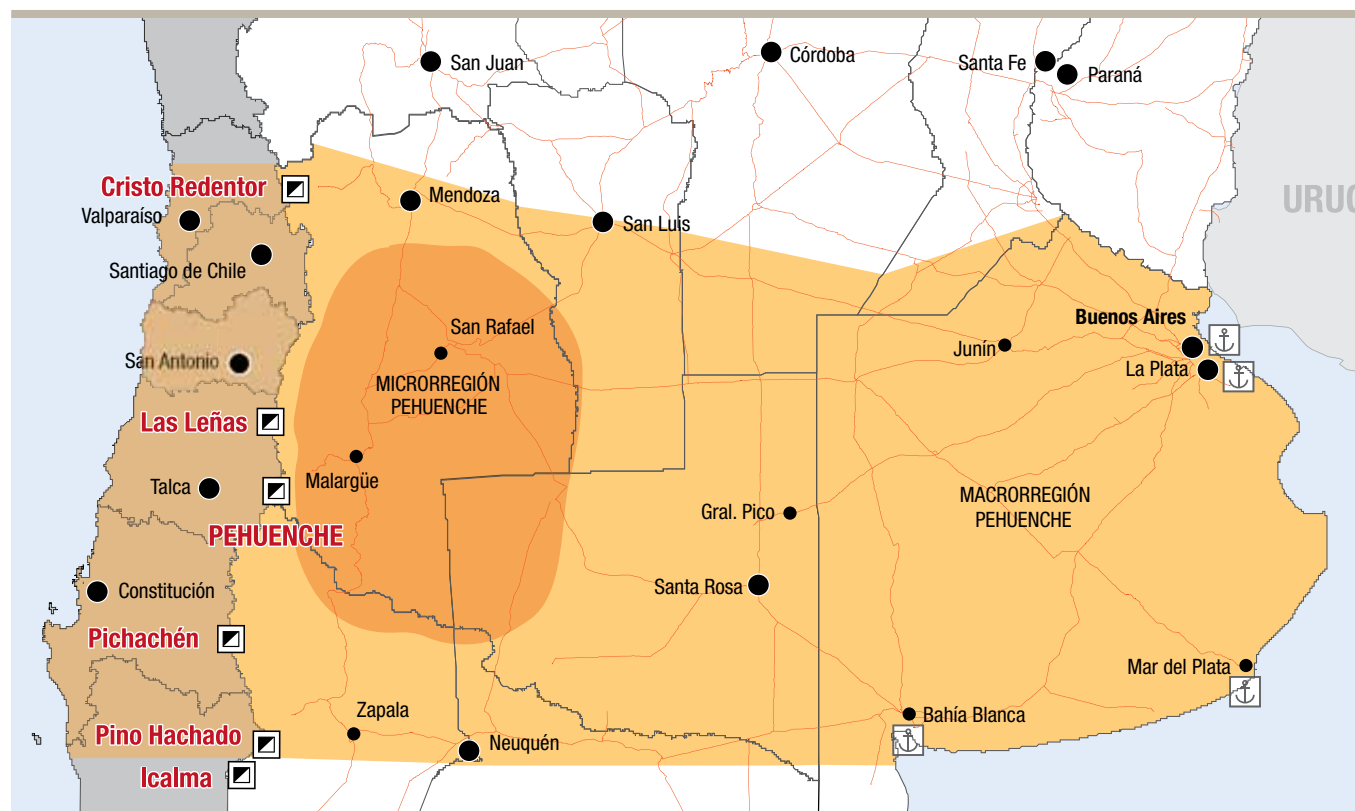 San Juan
Córdoba
Santa Fe
Paraná
Cristo Redentor
Mendoza
URUG
Valparaíso
San Luis
Santiago de Chile
Buenos Aires
San Rafael
Junín
San Antonio
La Plata
MICRORREGIÓN
PEHUENCHE
Las Leñas
Malargüe
Talca
MACRORREGIÓN
PEHUENCHE
Gral. Pico
PEHUENCHE
Santa Rosa
Constitución
Pichachén
Mar del Plata
Zapala
Bahía Blanca
Pino Hachado
Neuquén
Icalma